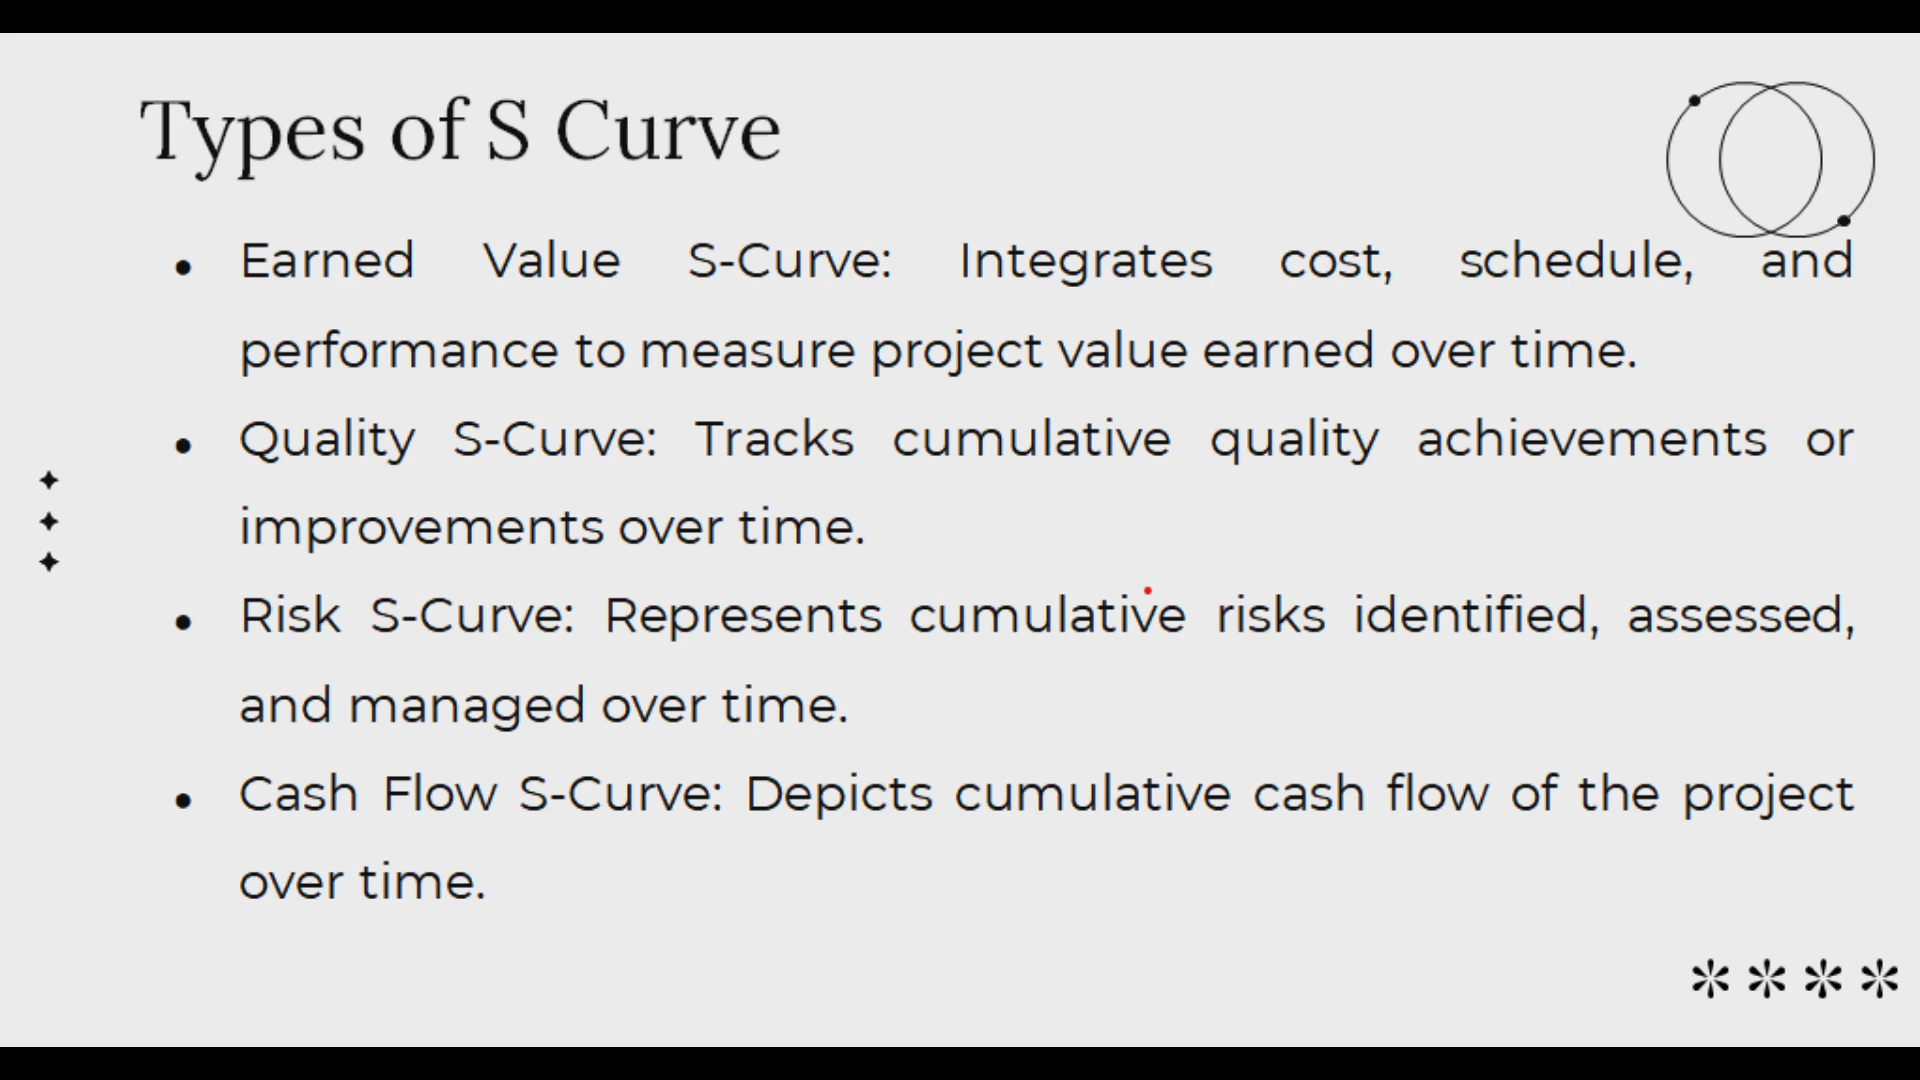 Types of S Curve
• Earned Value S-Curve: Integrates cost, schedule, and
performance to measure project value earned over time.
• Quality S-Curve: Tracks cumulative quality achievements or
improvements over time.
• Risk S-Curve: Represents cumulative risks identified, assessed,
and managed over time.
• Cash Flow S-Curve: Depicts cumulative cash flow of the project
over time.